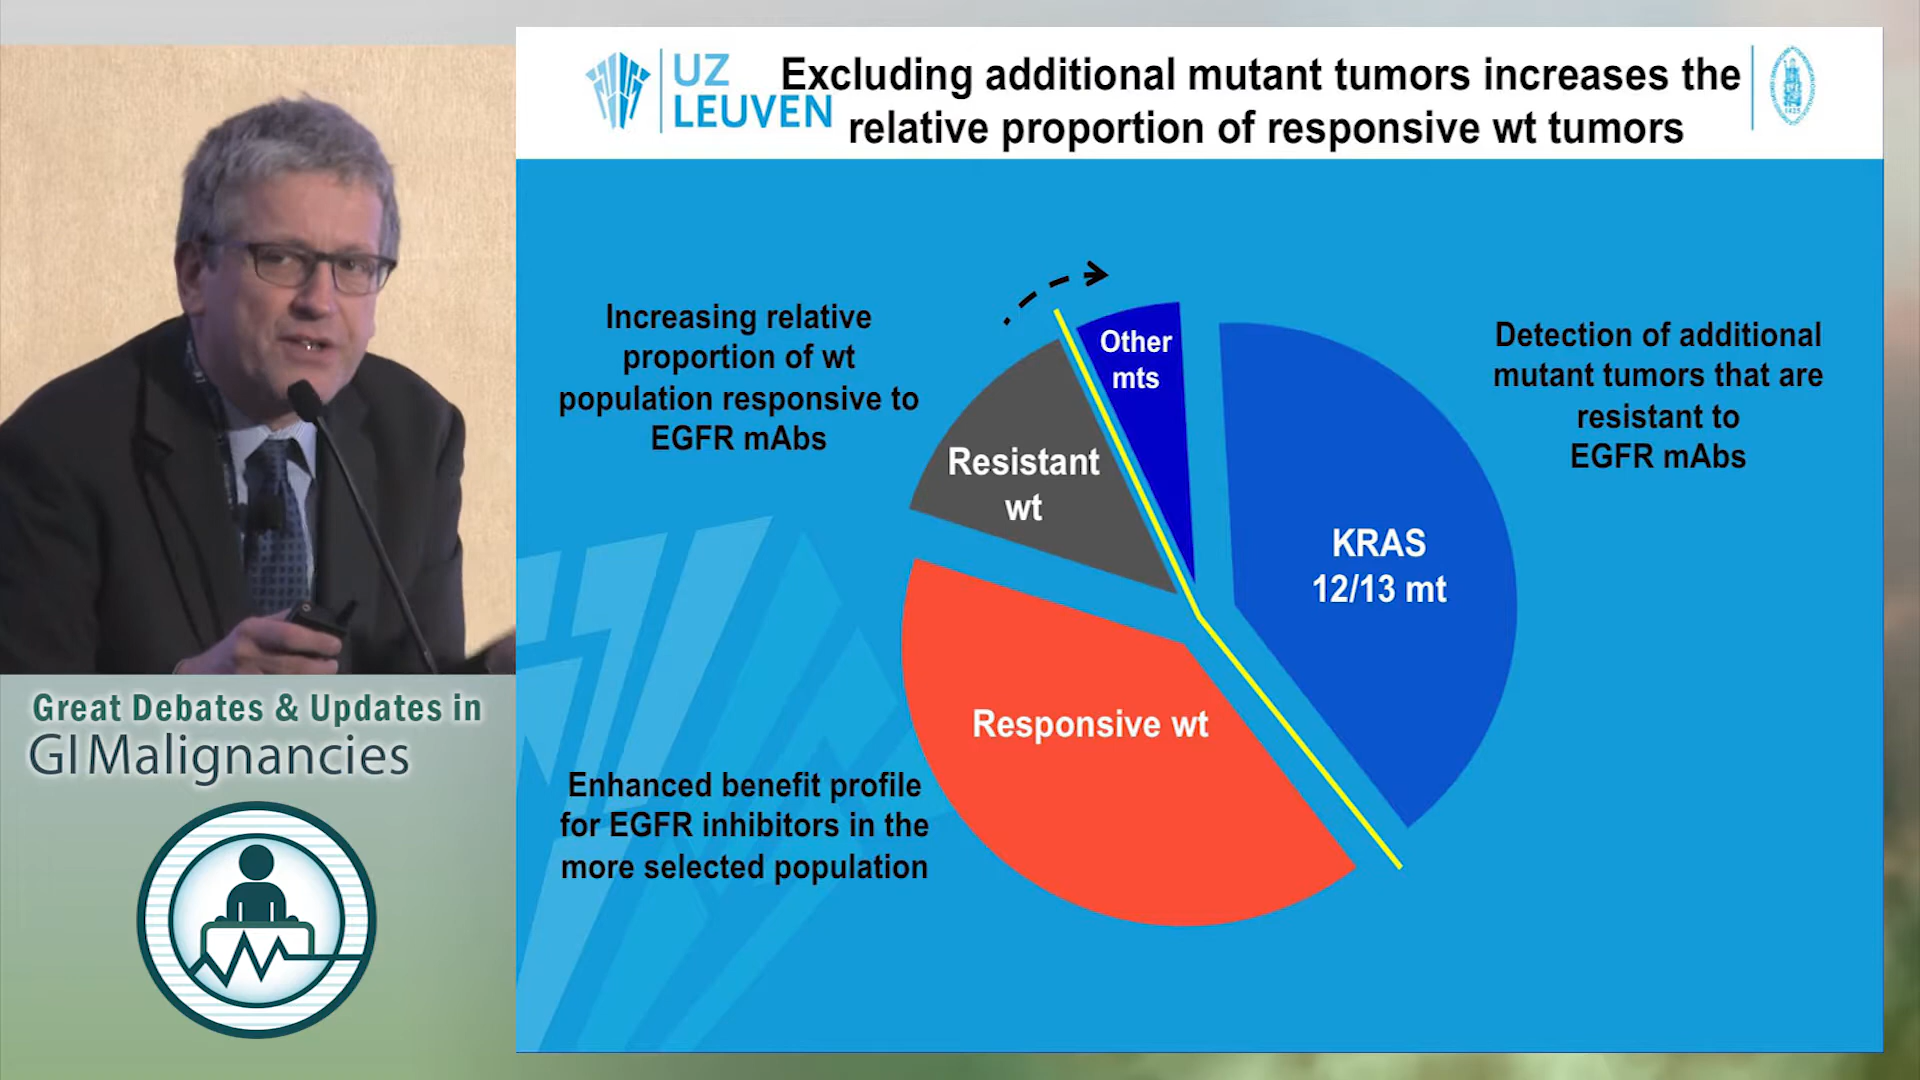 UZ
LEUVEN
Excluding additional mutant tumors increases the
relative proportion of responsive wt tumors
Increasing relative
proportion of wt
population responsive to
EGFR mAbs
Other
mts
Detection of additional
mutant tumors that are
resistant to
EGFR mAbs
Resistant
wt
KRAS
12/13 mt
Responsive wt
Enhanced benefit profile
for EGFR inhibitors in the
more selected population
Great Debates & Updates in
GI Malignancies